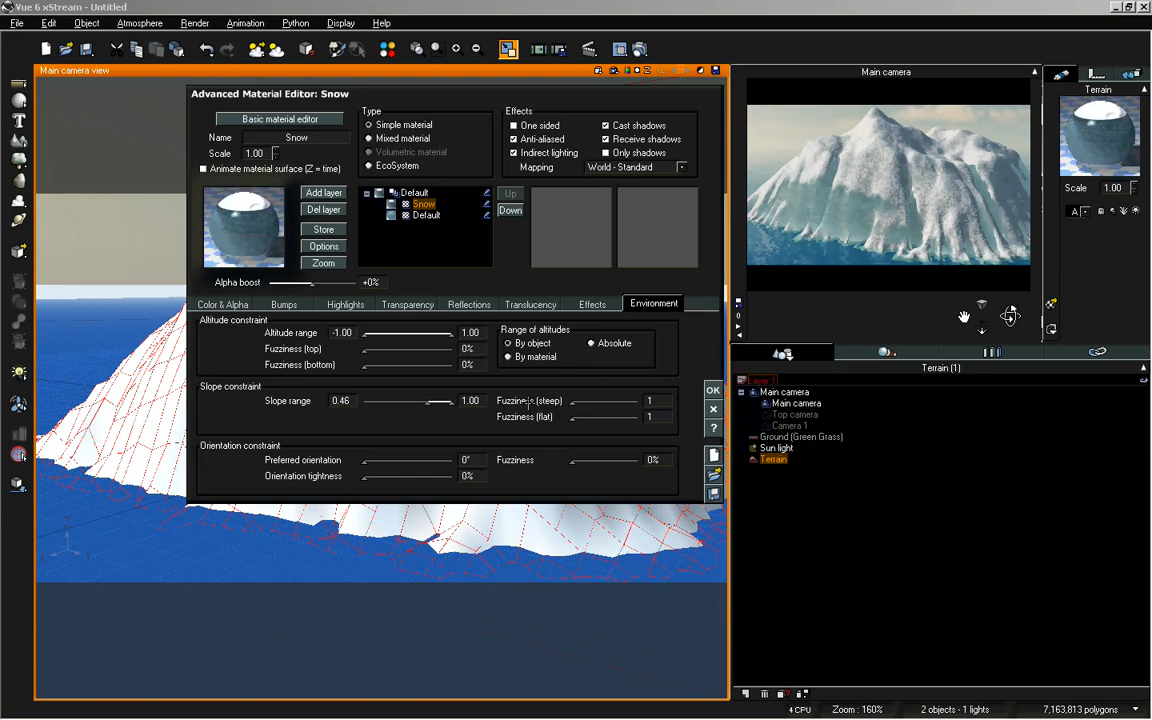 Vue 6 xStream - Untitled
File Edit Object Atmosphere Render Animation Python Display Help
Main camera view
Advanced Material Editor: Snow
Basic material editor
Name Snow
Scale 1.00
Animate material surface (Z = time)
Type
Simple material
Mixed material
Volumetric material
EcoSystem
Effects
One sided
Cast shadows
Anti-aliased
Receive shadows
Indirect lighting
Only shadows
Mapping World - Standard
Add layer
Del layer
Store
Options
Zoom
Default
Snow
Default
Up
Down
Alpha boost +0%
Color & Alpha Bumps Highlights Transparency Reflections Translucency Effects Environment
Altitude constraint
Altitude range -1.00 1.00
Fuzziness (top) 0%
Fuzziness (bottom) 0%
Range of altitudes
By object
Absolute
By material
Slope constraint
Slope range 0.46 1.00
Fuzziness (steep) 1
Fuzziness (flat) 1
Orientation constraint
Preferred orientation 0°
Fuzziness 0%
Orientation tightness 0%
OK
?
Main camera
Terrain
Scale 1.00
A
0
Terrain (1)
Layer 1
Main camera
Main camera
Top camera
Camera 1
Ground (Green Grass)
Sun light
Terrain
4 CPU Zoom : 160% 2 objects - 1 lights 7,163,813 polygons